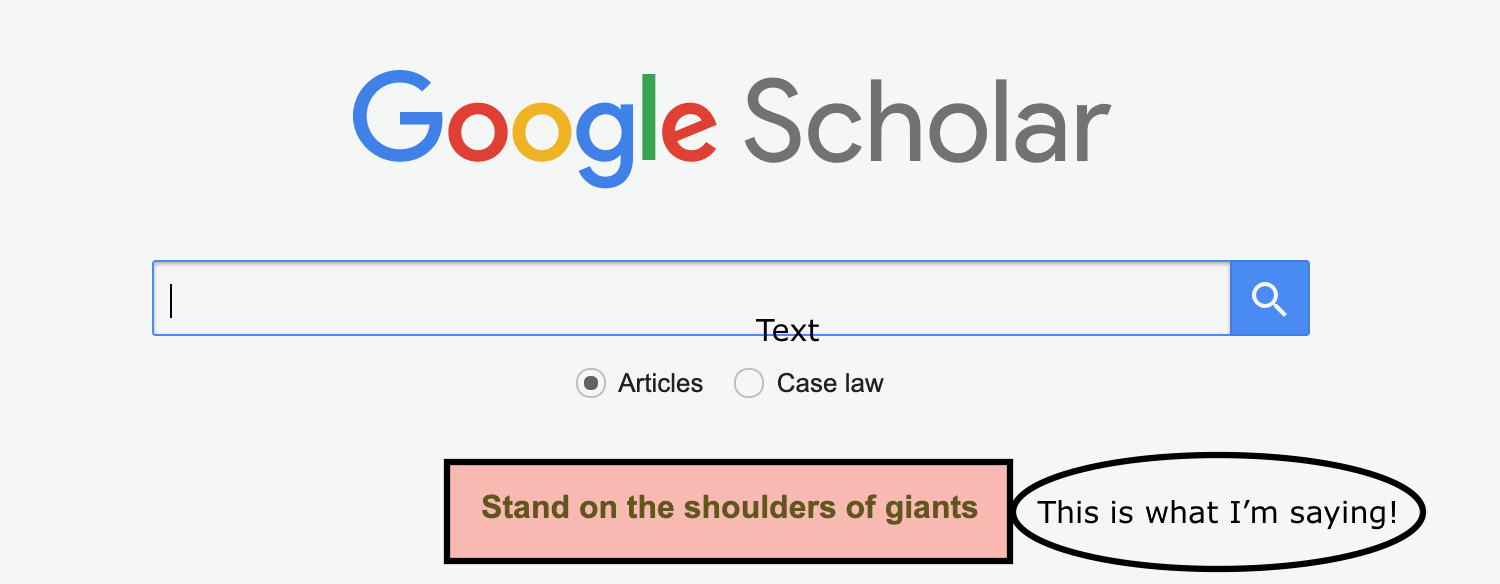 Google Scholar
Text
Articles Case law
Stand on the shoulders of giants This is what I’m saying!